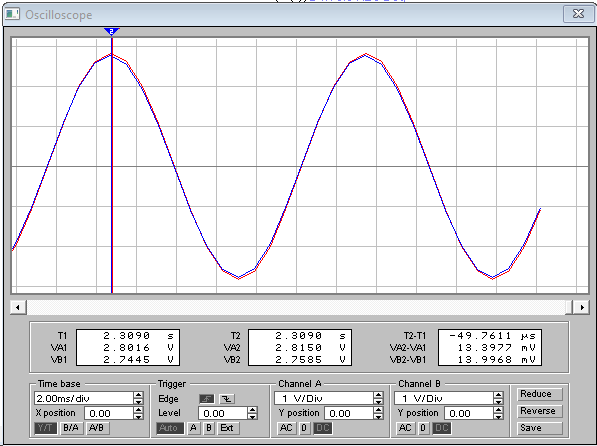 Oscilloscope
T1 2.3090 s T2 2.3090 s T2-T1 -49.7611 µs
VA1 2.8016 V VA2 2.8150 V VA2-VA1 13.3977 mV
VB1 2.7445 V VB2 2.7585 V VB2-VB1 13.9968 mV
Time base Trigger Channel A Channel B Reduce
2.00ms/div Edge 1 V/Div 1 V/Div
X position 0.00 Level 0.00 Y position 0.00 Y position 0.00 Reverse
Y/T B/A A/B Auto A B Ext AC 0 DC AC 0 DC Save